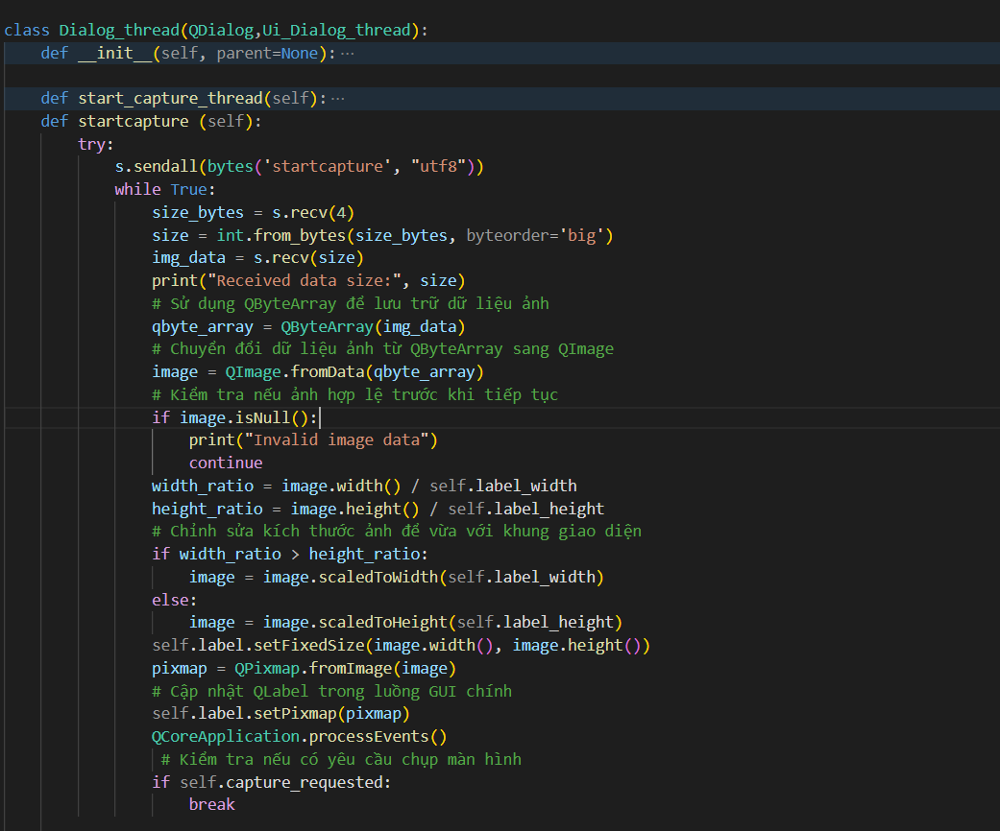 class Dialog_thread(QDialog,Ui_Dialog_thread):
def __init__(self, parent=None): ...
def start_capture_thread(self): ...
def startcapture (self):
try:
s.sendall(bytes('startcapture', "utf8"))
while True:
size_bytes = s.recv(4)
size = int.from_bytes(size_bytes, byteorder='big')
img_data = s.recv(size)
print("Received data size:", size)
# Sử dụng QByteArray để lưu trữ dữ liệu ảnh
qbyte_array = QByteArray(img_data)
# Chuyển đổi dữ liệu ảnh từ QByteArray sang QImage
image = QImage.fromData(qbyte_array)
# Kiểm tra nếu ảnh hợp lệ trước khi tiếp tục
if image.isNull():
print("Invalid image data")
continue
width_ratio = image.width() / self.label_width
height_ratio = image.height() / self.label_height
# Chỉnh sửa kích thước ảnh để vừa với khung giao diện
if width_ratio > height_ratio:
image = image.scaledToWidth(self.label_width)
else:
image = image.scaledToHeight(self.label_height)
self.label.setFixedSize(image.width(), image.height())
pixmap = QPixmap.fromImage(image)
# Cập nhật QLabel trong luồng GUI chính
self.label.setPixmap(pixmap)
QCoreApplication.processEvents()
# Kiểm tra nếu có yêu cầu chụp màn hình
if self.capture_requested:
break